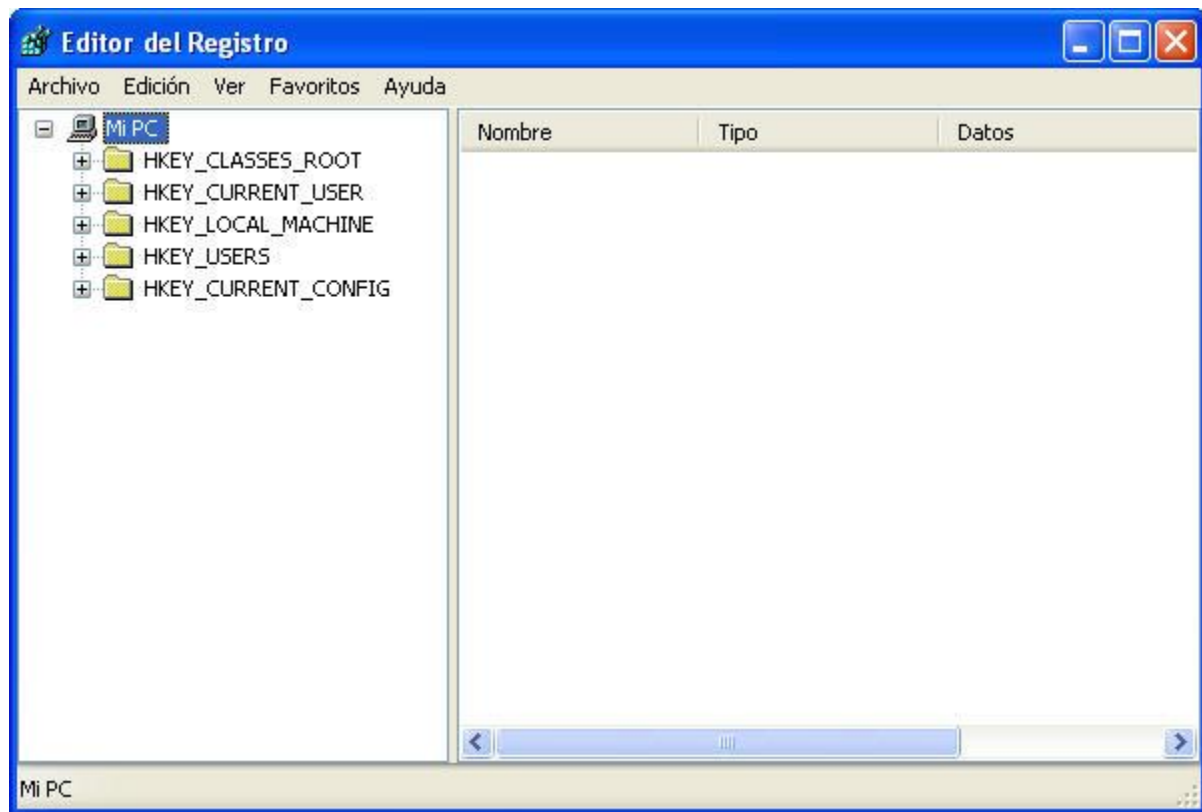 Editor del Registro
Archivo Edición Ver Favoritos Ayuda
Mi PC
HKEY_CLASSES_ROOT
HKEY_CURRENT_USER
HKEY_LOCAL_MACHINE
HKEY_USERS
HKEY_CURRENT_CONFIG
Nombre Tipo Datos
Mi PC